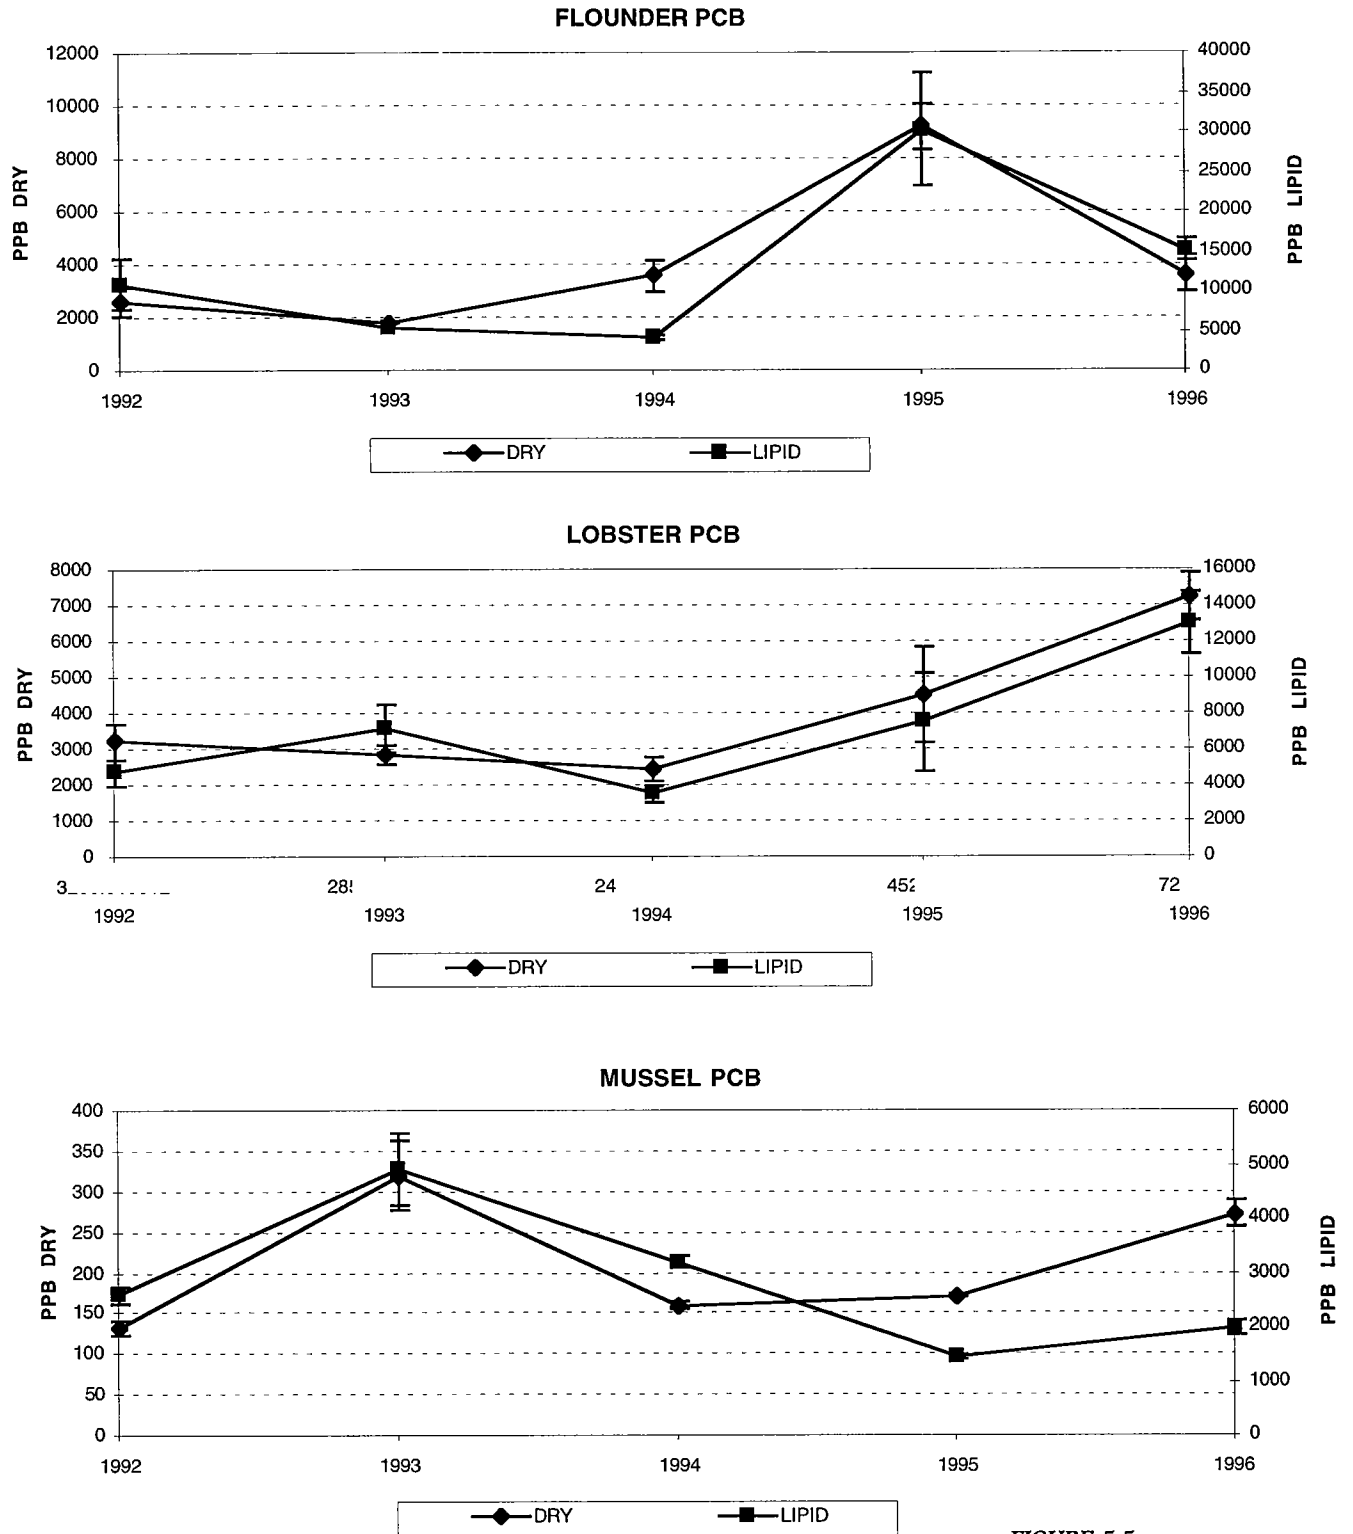 FLOUNDER PCB
12000 40000
35000
10000
30000
8000
25000
6000
20000
15000
4000
10000
2000
5000
0 0
PPB DRY
PPB LIPID
1992 1993 1994 1995 1996
DRY LIPID
LOBSTER PCB
8000 16000
7000 14000
6000 12000
5000 10000
4000 8000
3000 6000
2000 4000
1000 2000
0 0
PPB DRY
PPB LIPID
24 72
1992 1993 1994 1995 1996
DRY LIPID
MUSSEL PCB
400 6000
350
5000
300
4000
250
200 3000
150
2000
100
50 1000
0 0
PPB DRY
PPB LIPID
1992 1993 1994 1995 1996
DRY LIPID